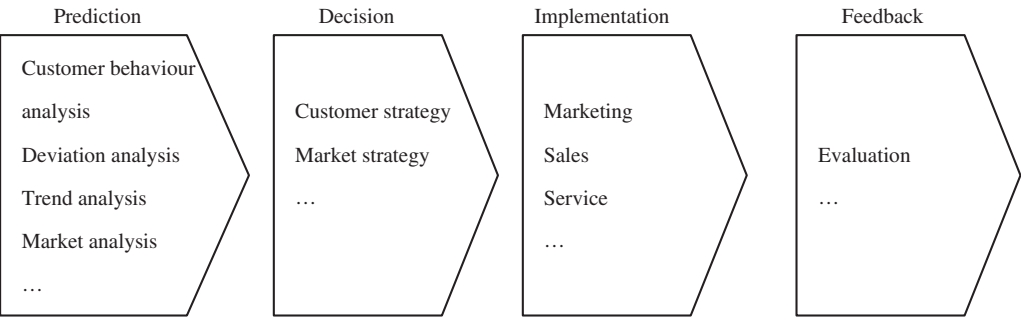 Prediction
Customer behaviour
analysis
Deviation analysis
Trend analysis
Market analysis
…
Decision
Customer strategy
Market strategy
…
Implementation
Marketing
Sales
Service
…
Feedback
Evaluation
…